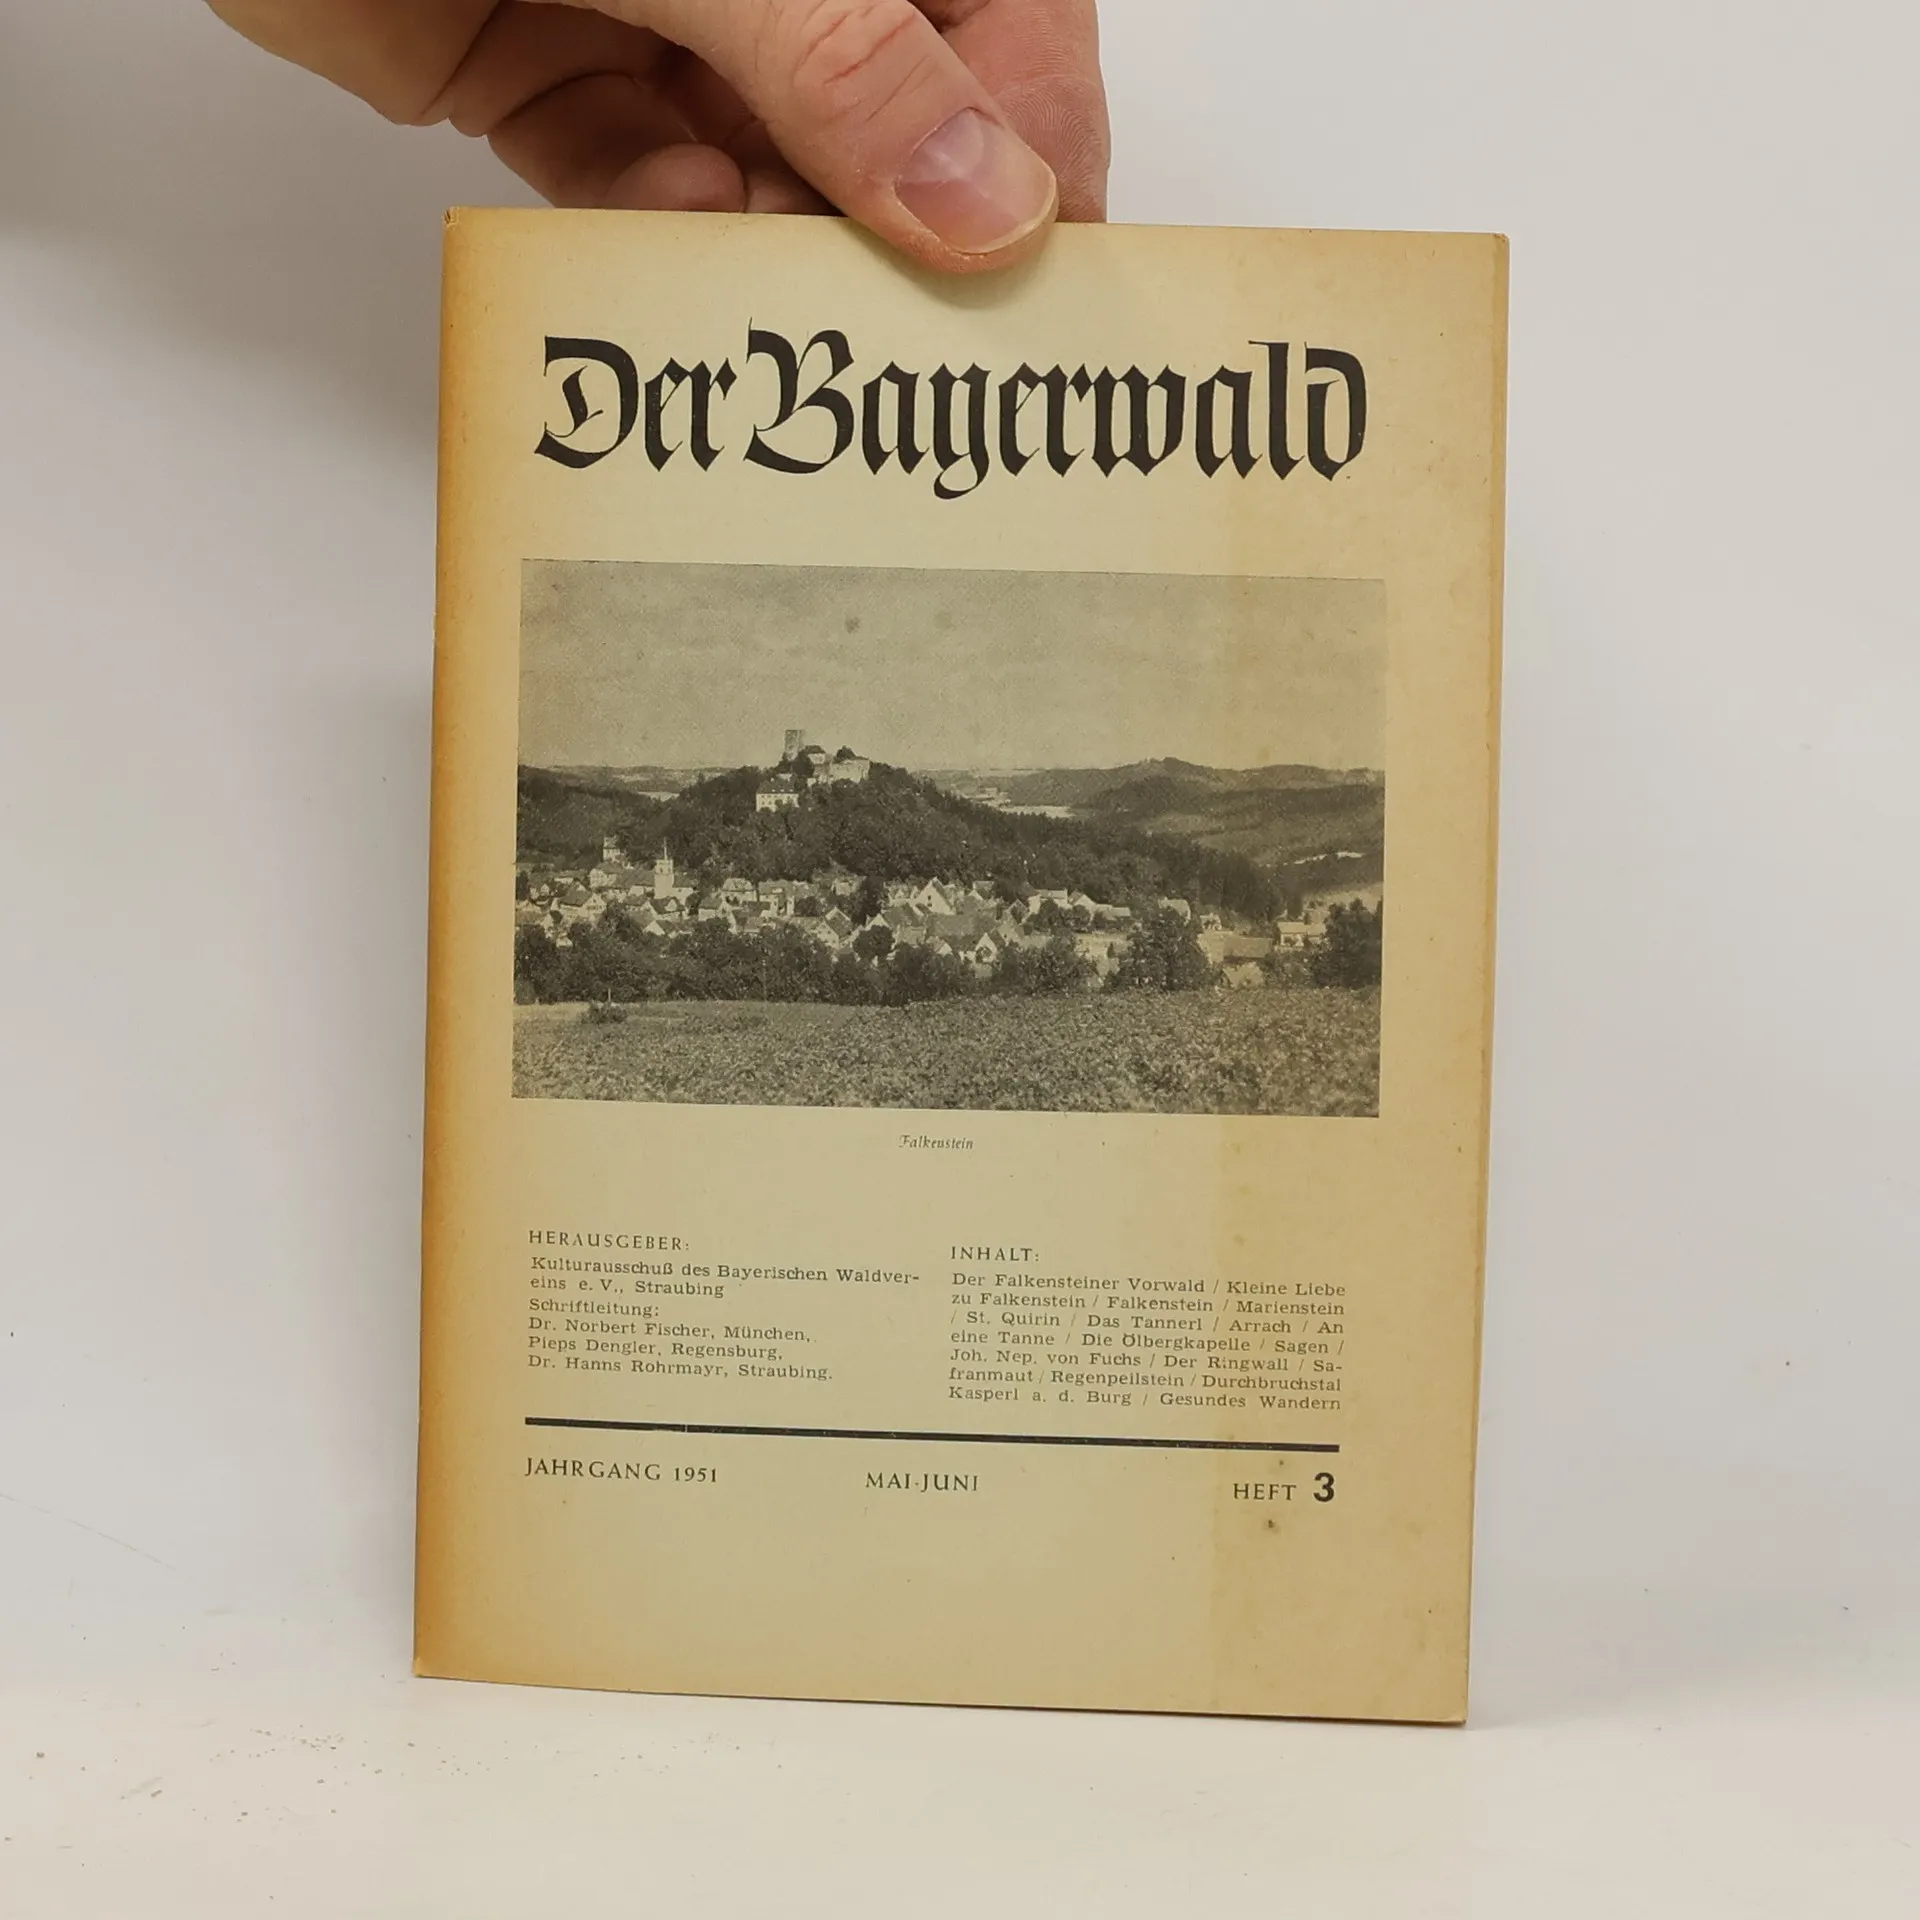 Der Bayerwald
Falkenstein
HERAUSGEBER:
Kulturausschuß des Bayerischen Waldver-
eins e. V., Straubing
Schriftleitung:
Dr. Norbert Fischer, München,
Pieps Dengler, Regensburg,
Dr. Hanns Rohrmayr, Straubing.
INHALT:
Der Falkensteiner Vorwald / Kleine Liebe
zu Falkenstein / Falkenstein / Marienstein
/ St. Quirin / Das Tannerl / Arrach / An
eine Tanne / Die Ölbergkapelle / Sagen /
Joh. Nep. von Fuchs / Der Ringwall / Sa-
franmaut / Regenpeilstein / Durchbruchstal
Kasperl a. d. Burg / Gesundes Wandern
JAHRGANG 1951 MAI-JUNI HEFT 3